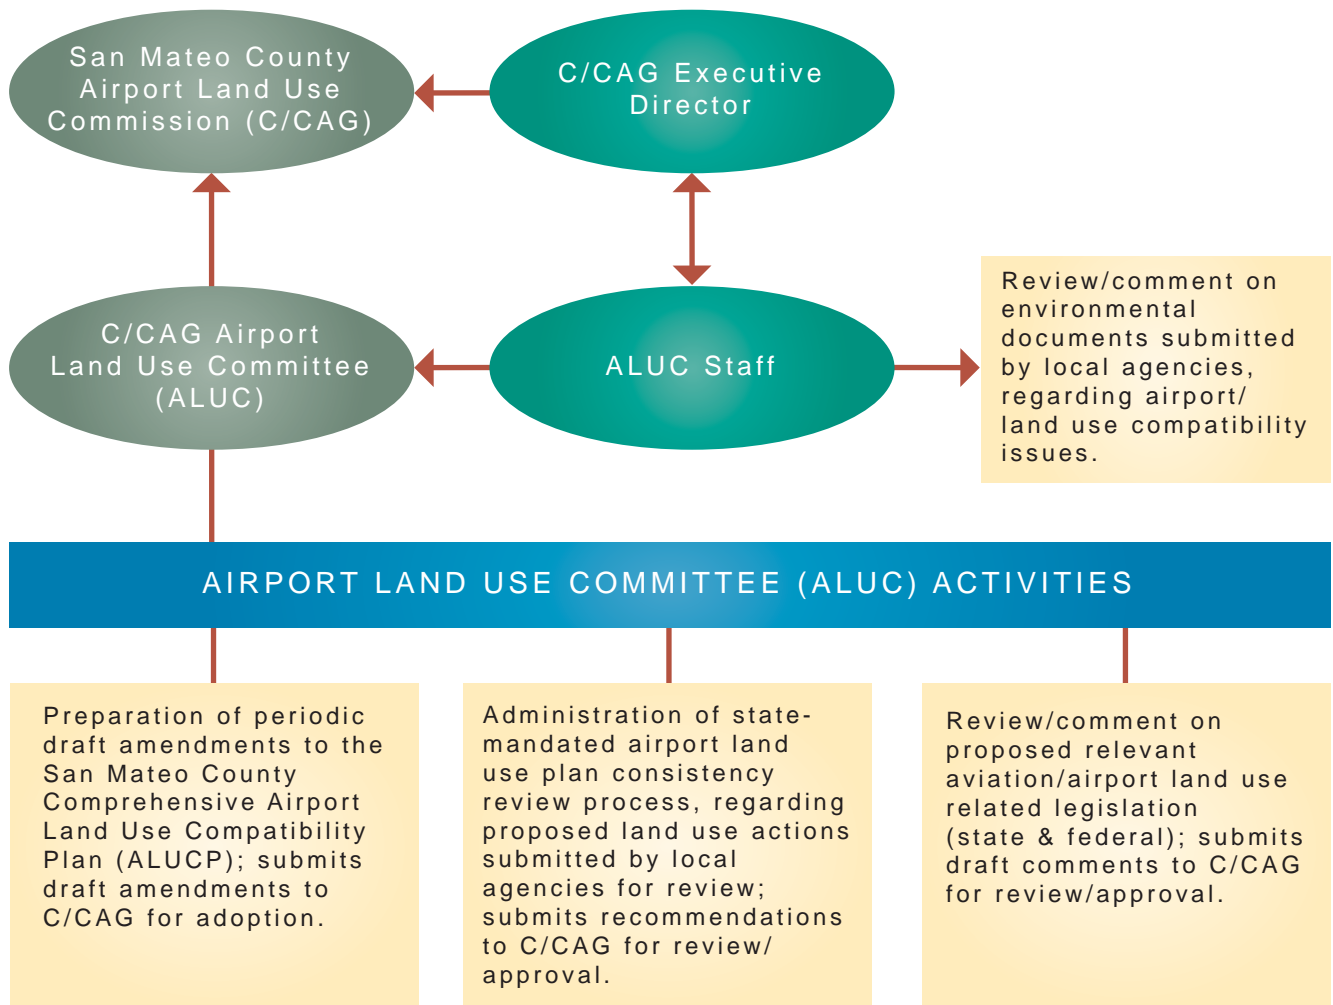 San Mateo County
Airport Land Use
Commission (C/CAG)
C/CAG Executive
Director
C/CAG Airport
Land Use Committee
(ALUC)
ALUC Staff
Review/comment on
environmental
documents submitted
by local agencies,
regarding airport/
land use compatibility
issues.
AIRPORT LAND USE COMMITTEE (ALUC) ACTIVITIES
Preparation of periodic
draft amendments to the
San Mateo County
Comprehensive Airport
Land Use Compatibility
Plan (ALUCP); submits
draft amendments to
C/CAG for adoption.
Administration of state-
mandated airport land
use plan consistency
review process, regarding
proposed land use actions
submitted by local
agencies for review;
submits recommendations
to C/CAG for review/
approval.
Review/comment on
proposed relevant
aviation/airport land use
related legislation
(state & federal); submits
draft comments to C/CAG
for review/approval.